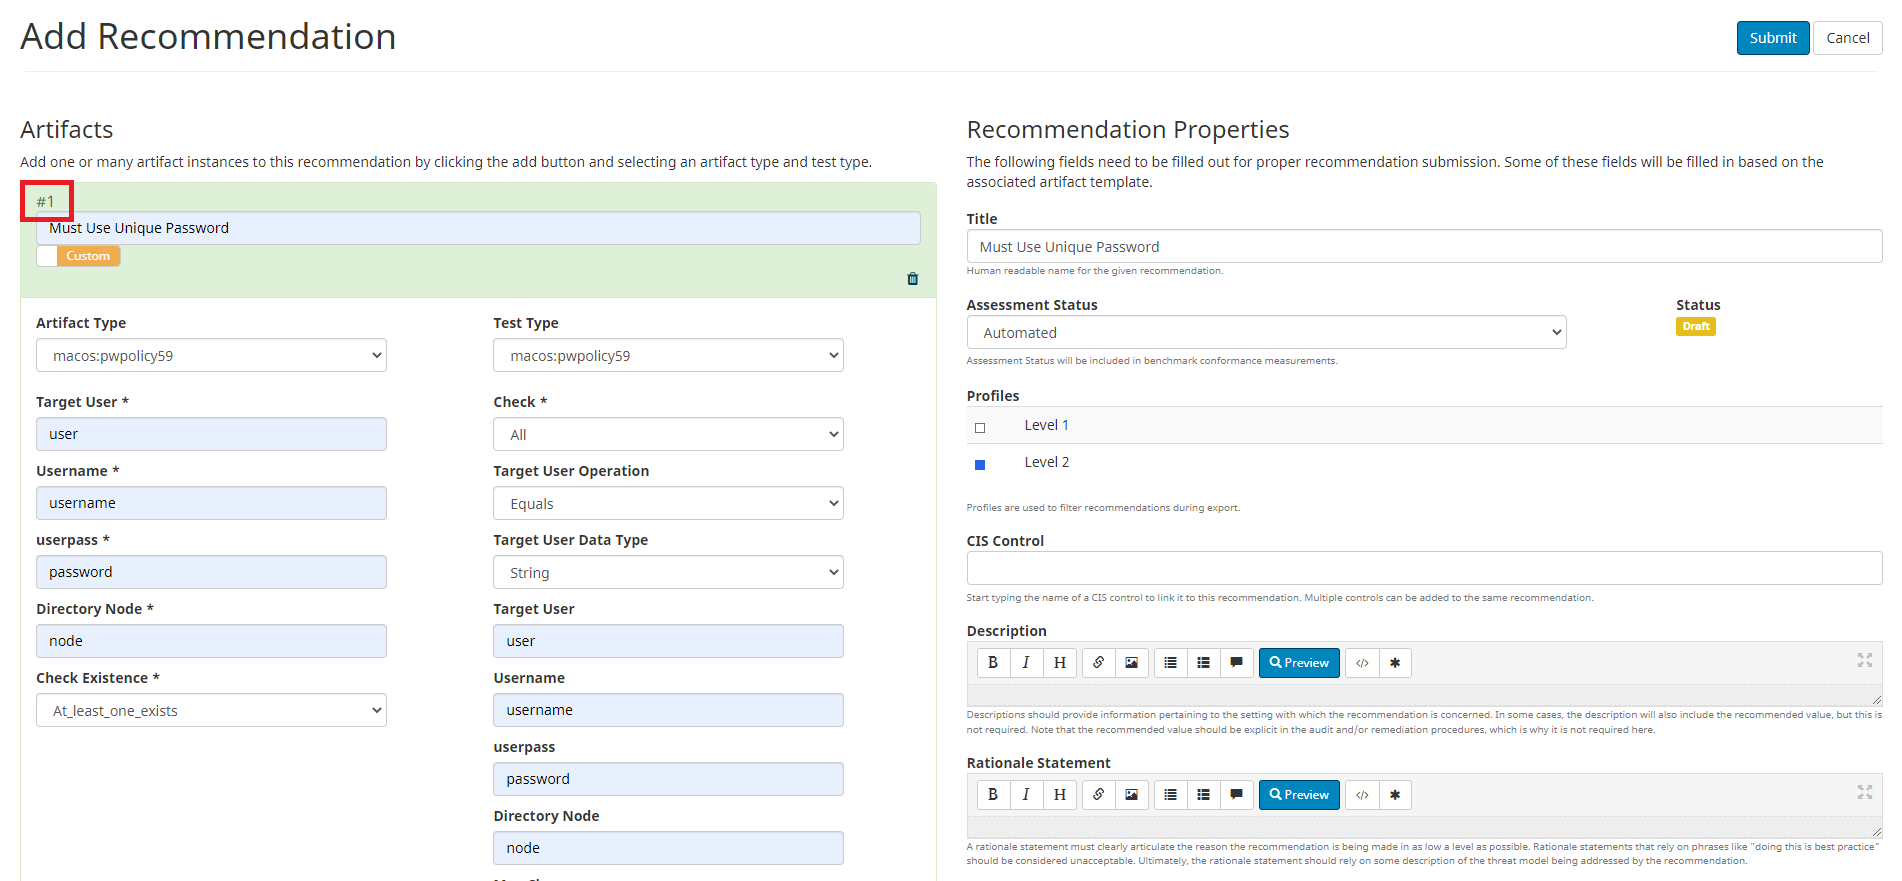 Add Recommendation
Submit
Cancel
Artifacts
Add one or many artifact instances to this recommendation by clicking the add button and selecting an artifact type and test type.
#1
Must Use Unique Password
Custom
Artifact Type
macos:pwpolicy59
Test Type
macos:pwpolicy59
Target User *
user
Check *
All
Username *
username
Target User Operation
Equals
userpass *
password
Target User Data Type
String
Directory Node *
node
Target User
user
Check Existence *
At_least_one_exists
Username
username
userpass
password
Directory Node
node
Recommendation Properties
The following fields need to be filled out for proper recommendation submission. Some of these fields will be filled in based on the
associated artifact template.
Title
Must Use Unique Password
Human readable name for the given recommendation.
Assessment Status
Automated
Assessment Status will be included in benchmark conformance measurements.
Status
Draft
Profiles
Level 1
Level 2
Profiles are used to filter recommendations during export.
CIS Control
Start typing the name of a CIS control to link it to this recommendation. Multiple controls can be added to the same recommendation.
Description
B I H Preview </> *
Descriptions should provide information pertaining to the setting with which the recommendation is concerned. In some cases, the description will also include the recommended value, but this is
not required. Note that the recommended value should be explicit in the audit and/or remediation procedures, which is why it is not required here.
Rationale Statement
B I H Preview </> *
A rationale statement must clearly articulate the reason the recommendation is being made in as low a level as possible. Rationale statements that rely on phrases like "doing this is best practice"
should be considered unacceptable. Ultimately, the rationale statement should rely on some description of the threat model being addressed by the recommendation.